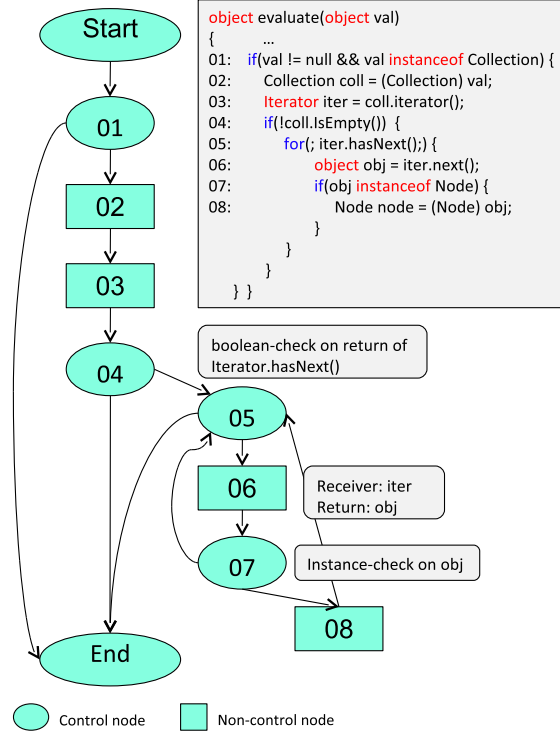 Start
object evaluate(object val)
{ ...
01: if(val != null && val instanceof Collection) {
02: Collection coll = (Collection) val;
03: Iterator iter = coll.iterator();
04: if(!coll.IsEmpty()) {
05: for(; iter.hasNext();) {
06: object obj = iter.next();
07: if(obj instanceof Node) {
08: Node node = (Node) obj;
}
}
}
} }
01
02
03
04
boolean-check on return of
Iterator.hasNext()
05
06
Receiver: iter
Return: obj
07
Instance-check on obj
08
End
Control node
Non-control node